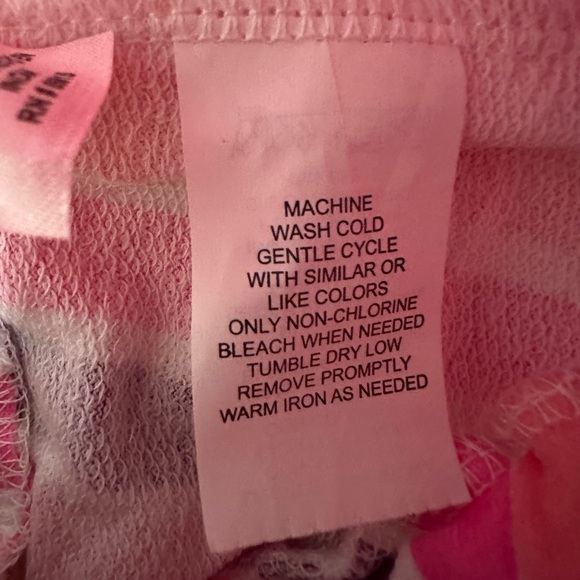 MACHINE
WASH COLD
GENTLE CYCLE
WITH SIMILAR OR
LIKE COLORS
ONLY NON-CHLORINE
BLEACH WHEN NEEDED
TUMBLE DRY LOW
REMOVE PROMPTLY
WARM IRON AS NEEDED